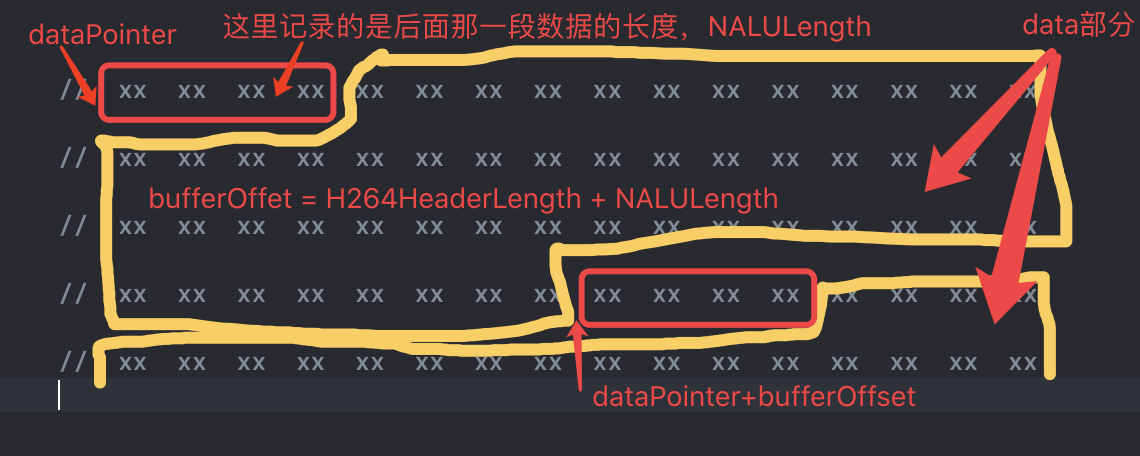 dataPointer
这里记录的是后面那一段数据的长度，NALULength
data部分
// xx xx xx xx xx xx xx xx xx xx xx xx xx xx xx xx
// xx xx xx xx xx xx xx xx xx xx xx xx xx xx xx xx
bufferOffet = H264HeaderLength + NALULength
// xx xx xx xx xx xx xx xx xx xx xx xx xx xx xx xx
// xx xx xx xx xx xx xx xx xx xx xx xx xx xx xx xx
// xx xx xx xx xx xx xx xx xx xx xx xx xx xx xx xx
dataPointer+bufferOffset